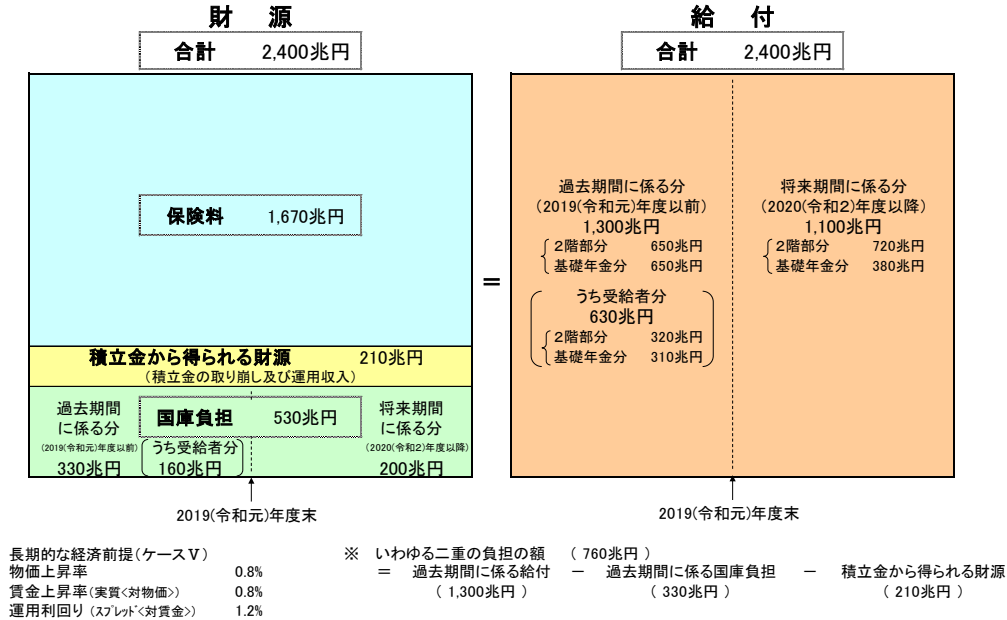 財　源
合計　2,400兆円
保険料　1,670兆円
積立金から得られる財源　210兆円
(積立金の取り崩し及び運用収入)
国庫負担　530兆円
過去期間
に係る分
(2019(令和元)年度以前)
330兆円
うち受給者分
160兆円
将来期間
に係る分
(2020(令和2)年度以降)
200兆円
2019(令和元)年度末
＝
給　付
合計　2,400兆円
過去期間に係る分
(2019(令和元)年度以前)
1,300兆円
2階部分　650兆円
基礎年金分　650兆円
うち受給者分
630兆円
2階部分　320兆円
基礎年金分　310兆円
将来期間に係る分
(2020(令和2)年度以降)
1,100兆円
2階部分　720兆円
基礎年金分　380兆円
2019(令和元)年度末
長期的な経済前提(ケースⅤ)
物価上昇率　0.8%
賃金上昇率(実質<対物価>)　0.8%
運用利回り(スプレッド<対賃金>)　1.2%
※　いわゆる二重の負担の額　(760兆円)
＝　過去期間に係る給付　－　過去期間に係る国庫負担　－　積立金から得られる財源
(1,300兆円)　(330兆円)　(210兆円)